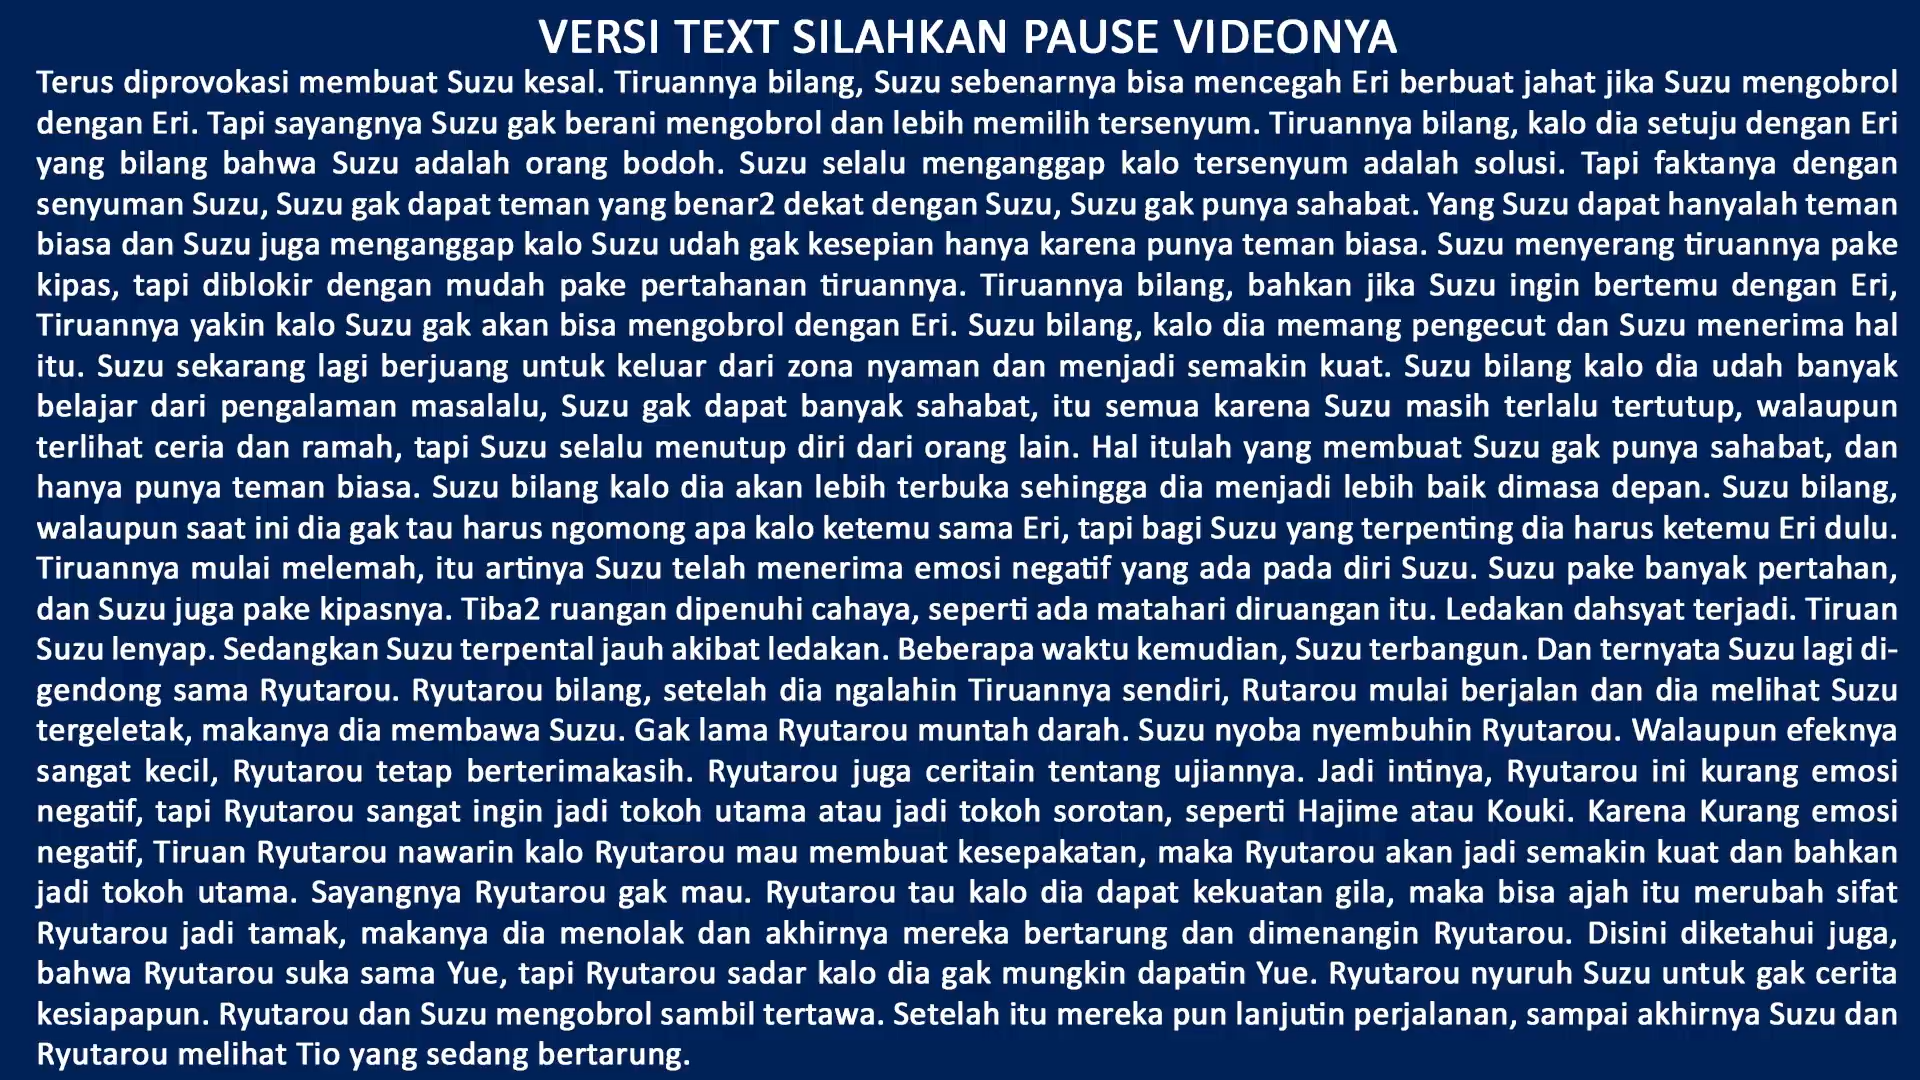 VERSI TEXT SILAHKAN PAUSE VIDEONYA
Terus diprovokasi membuat Suzu kesal. Tiruannya bilang, Suzu sebenarnya bisa mencegah Eri berbuat jahat jika Suzu mengobrol
dengan Eri. Tapi sayangnya Suzu gak berani mengobrol dan lebih memilih tersenyum. Tiruannya bilang, kalo dia setuju dengan Eri
yang bilang bahwa Suzu adalah orang bodoh. Suzu selalu menganggap kalo tersenyum adalah solusi. Tapi faktanya dengan
senyuman Suzu, Suzu gak dapat teman yang benar2 dekat dengan Suzu, Suzu gak punya sahabat. Yang Suzu dapat hanyalah teman
biasa dan Suzu juga menganggap kalo Suzu udah gak kesepian hanya karena punya teman biasa. Suzu menyerang tiruannya pake
kipas, tapi diblokir dengan mudah pake pertahanan tiruannya. Tiruannya bilang, bahkan jika Suzu ingin bertemu dengan Eri,
Tiruannya yakin kalo Suzu gak akan bisa mengobrol dengan Eri. Suzu bilang, kalo dia memang pengecut dan Suzu menerima hal
itu. Suzu sekarang lagi berjuang untuk keluar dari zona nyaman dan menjadi semakin kuat. Suzu bilang kalo dia udah banyak
belajar dari pengalaman masalalu, Suzu gak dapat banyak sahabat, itu semua karena Suzu masih terlalu tertutup, walaupun
terlihat ceria dan ramah, tapi Suzu selalu menutup diri dari orang lain. Hal itulah yang membuat Suzu gak punya sahabat, dan
hanya punya teman biasa. Suzu bilang kalo dia akan lebih terbuka sehingga dia menjadi lebih baik dimasa depan. Suzu bilang,
walaupun saat ini dia gak tau harus ngomong apa kalo ketemu sama Eri, tapi bagi Suzu yang terpenting dia harus ketemu Eri dulu.
Tiruannya mulai melemah, itu artinya Suzu telah menerima emosi negatif yang ada pada diri Suzu. Suzu pake banyak pertahan,
dan Suzu juga pake kipasnya. Tiba2 ruangan dipenuhi cahaya, seperti ada matahari diruangan itu. Ledakan dahsyat terjadi. Tiruan
Suzu lenyap. Sedangkan Suzu terpental jauh akibat ledakan. Beberapa waktu kemudian, Suzu terbangun. Dan ternyata Suzu lagi di-
gendong sama Ryutarou. Ryutarou bilang, setelah dia ngalahin Tiruannya sendiri, Rutarou mulai berjalan dan dia melihat Suzu
tergeletak, makanya dia membawa Suzu. Gak lama Ryutarou muntah darah. Suzu nyoba nyembuhin Ryutarou. Walaupun efeknya
sangat kecil, Ryutarou tetap berterimakasih. Ryutarou juga ceritain tentang ujiannya. Jadi intinya, Ryutarou ini kurang emosi
negatif, tapi Ryutarou sangat ingin jadi tokoh utama atau jadi tokoh sorotan, seperti Hajime atau Kouki. Karena Kurang emosi
negatif, Tiruan Ryutarou nawarin kalo Ryutarou mau membuat kesepakatan, maka Ryutarou akan jadi semakin kuat dan bahkan
jadi tokoh utama. Sayangnya Ryutarou gak mau. Ryutarou tau kalo dia dapat kekuatan gila, maka bisa ajah itu merubah sifat
Ryutarou jadi tamak, makanya dia menolak dan akhirnya mereka bertarung dan dimenangin Ryutarou. Disini diketahui juga,
bahwa Ryutarou suka sama Yue, tapi Ryutarou sadar kalo dia gak mungkin dapatin Yue. Ryutarou nyuruh Suzu untuk gak cerita
kesiapapun. Ryutarou dan Suzu mengobrol sambil tertawa. Setelah itu mereka pun lanjutin perjalanan, sampai akhirnya Suzu dan
Ryutarou melihat Tio yang sedang bertarung.